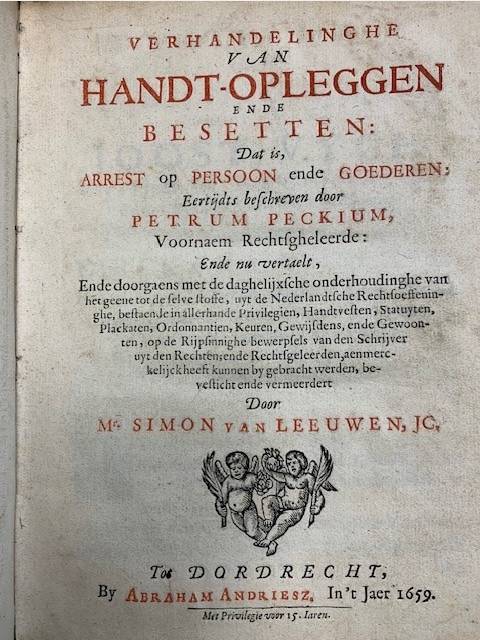 VERHANDELINGHE
VAN
HANDT-OPLEGGEN
ENDE
BESETTEN:
Dat is,
ARREST op PERSOON ende GOEDEREN;
Eertijdts beschreven door
PETRUM PECKIUM,
Voornaem Rechtsgheleerde:
Ende nu vertaelt,
Ende doorgaens met de daghelijxsche onderhoudinghe van
het geene tot de selve stoffe, uyt de Nederlandtsche Rechtsoeffenin-
ghe, bestaende in allerhande Privilegien, Handtvesten, Statuyten,
Plackaten, Ordonnantien, Keuren, Gewijsdens, ende Gewoon-
ten, op de Rijpsinnighe bewerpsels van den Schrijver
uyt den Rechten, ende Rechtsgeleerden, aenmerc-
kelijck heeft kunnen by gebracht werden, be-
vesticht ende vermeerdert
Door
Mr. SIMON VAN LEEUWEN, JC.
Tot DORDRECHT,
By ABRAHAM ANDRIESZ. In't Jaer 1659.
Met Privilegie voor 15. Iaren.